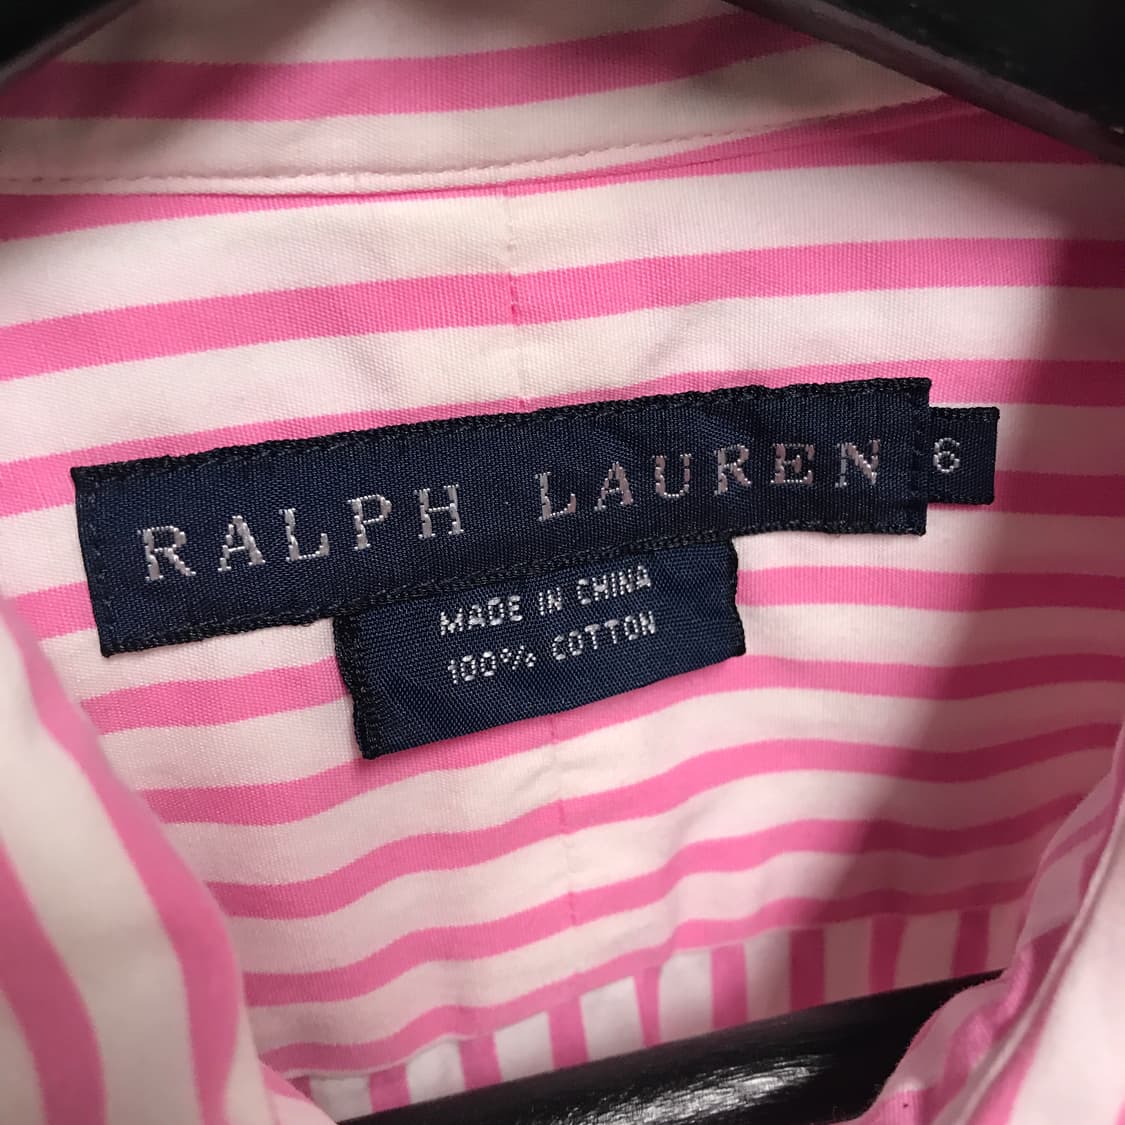 RALPH LAUREN
6
MADE IN CHINA
100% COTTON